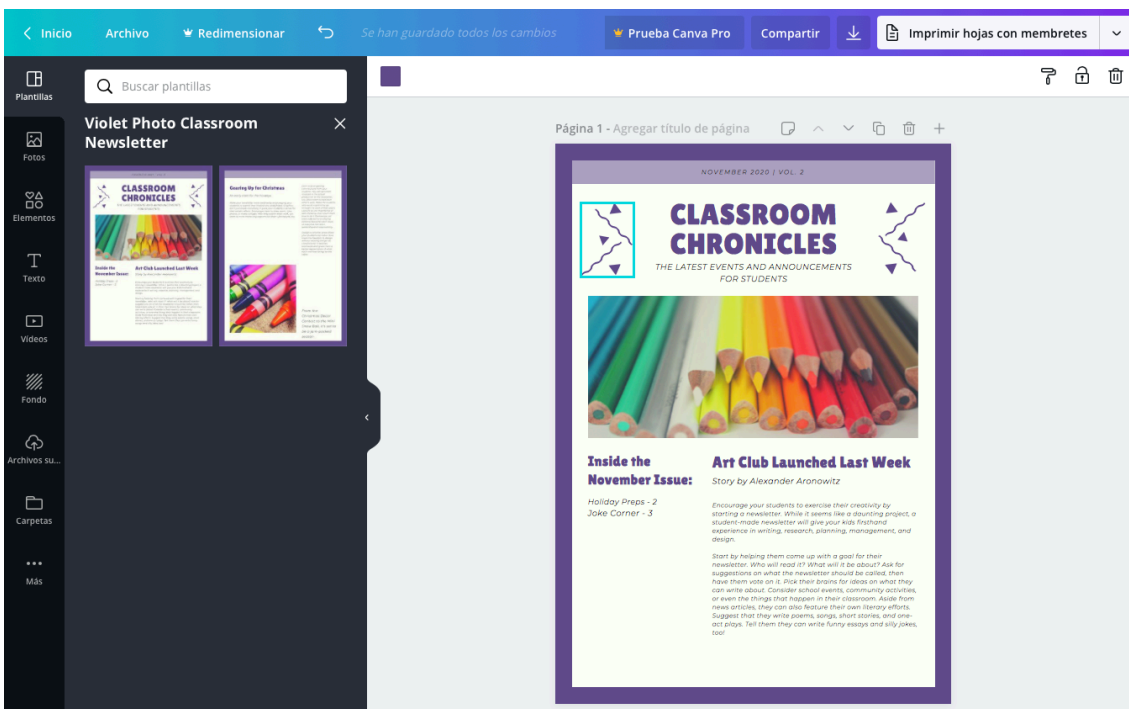 Inicio
Archivo
Redimensionar
Se han guardado todos los cambios
Prueba Canva Pro
Compartir
Imprimir hojas con membretes
Plantillas
Fotos
Elementos
Texto
Vídeos
Fondo
Archivos su...
Carpetas
Más
Buscar plantillas
Violet Photo Classroom
Newsletter
CLASSROOM
CHRONICLES
Inside the
November Issue:
Art Club Launched Last Week
Gearing Up for Christmas
Página 1 - Agregar título de página
NOVEMBER 2020 | VOL. 2
CLASSROOM
CHRONICLES
THE LATEST EVENTS AND ANNOUNCEMENTS
FOR STUDENTS
Inside the
November Issue:
Holiday Preps - 2
Joke Corner - 3
Art Club Launched Last Week
Story by Alexander Aronowitz
Encourage your students to exercise their creativity by
starting a newsletter. While it seems like a daunting project, a
student-made newsletter will give your kids firsthand
experience in writing, research, planning, management, and
design.
Start by helping them come up with a goal for their
newsletter. Who will read it? What will it be about? Ask for
suggestions on what the newsletter should be called, then
have them vote on it. Pick their brains for ideas on what they
can write about. Consider school events, community activities,
or even the things that happen in their classroom. Aside from
news articles, they can also feature their own literary efforts.
Suggest that they write poems, songs, short stories, and one-
act plays. Tell them they can write funny essays and silly jokes,
too!